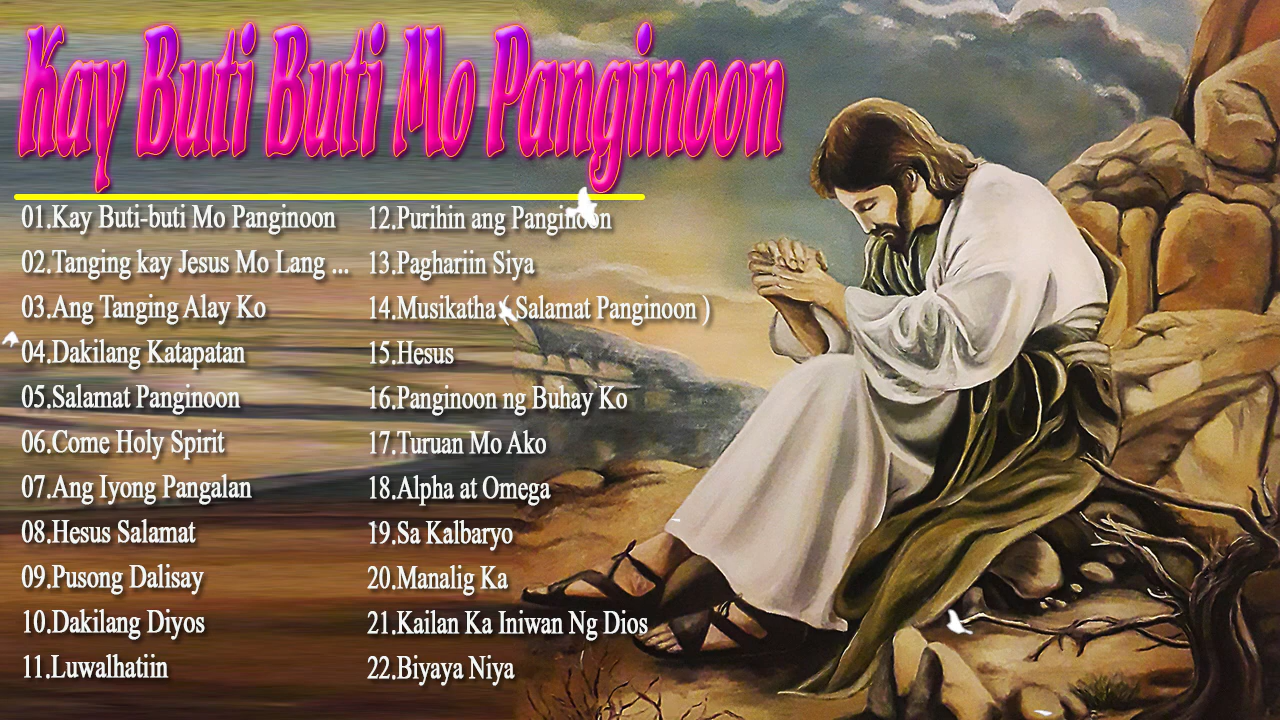 Kay Buti Buti Mo Panginoon
01.Kay Buti-buti Mo Panginoon
02.Tanging kay Jesus Mo Lang ...
03.Ang Tanging Alay Ko
04.Dakilang Katapatan
05.Salamat Panginoon
06.Come Holy Spirit
07.Ang Iyong Pangalan
08.Hesus Salamat
09.Pusong Dalisay
10.Dakilang Diyos
11.Luwalhatiin
12.Purihin ang Panginoon
13.Paghariin Siya
14.Musikatha ( Salamat Panginoon )
15.Hesus
16.Panginoon ng Buhay Ko
17.Turuan Mo Ako
18.Alpha at Omega
19.Sa Kalbaryo
20.Manalig Ka
21.Kailan Ka Iniwan Ng Dios
22.Biyaya Niya